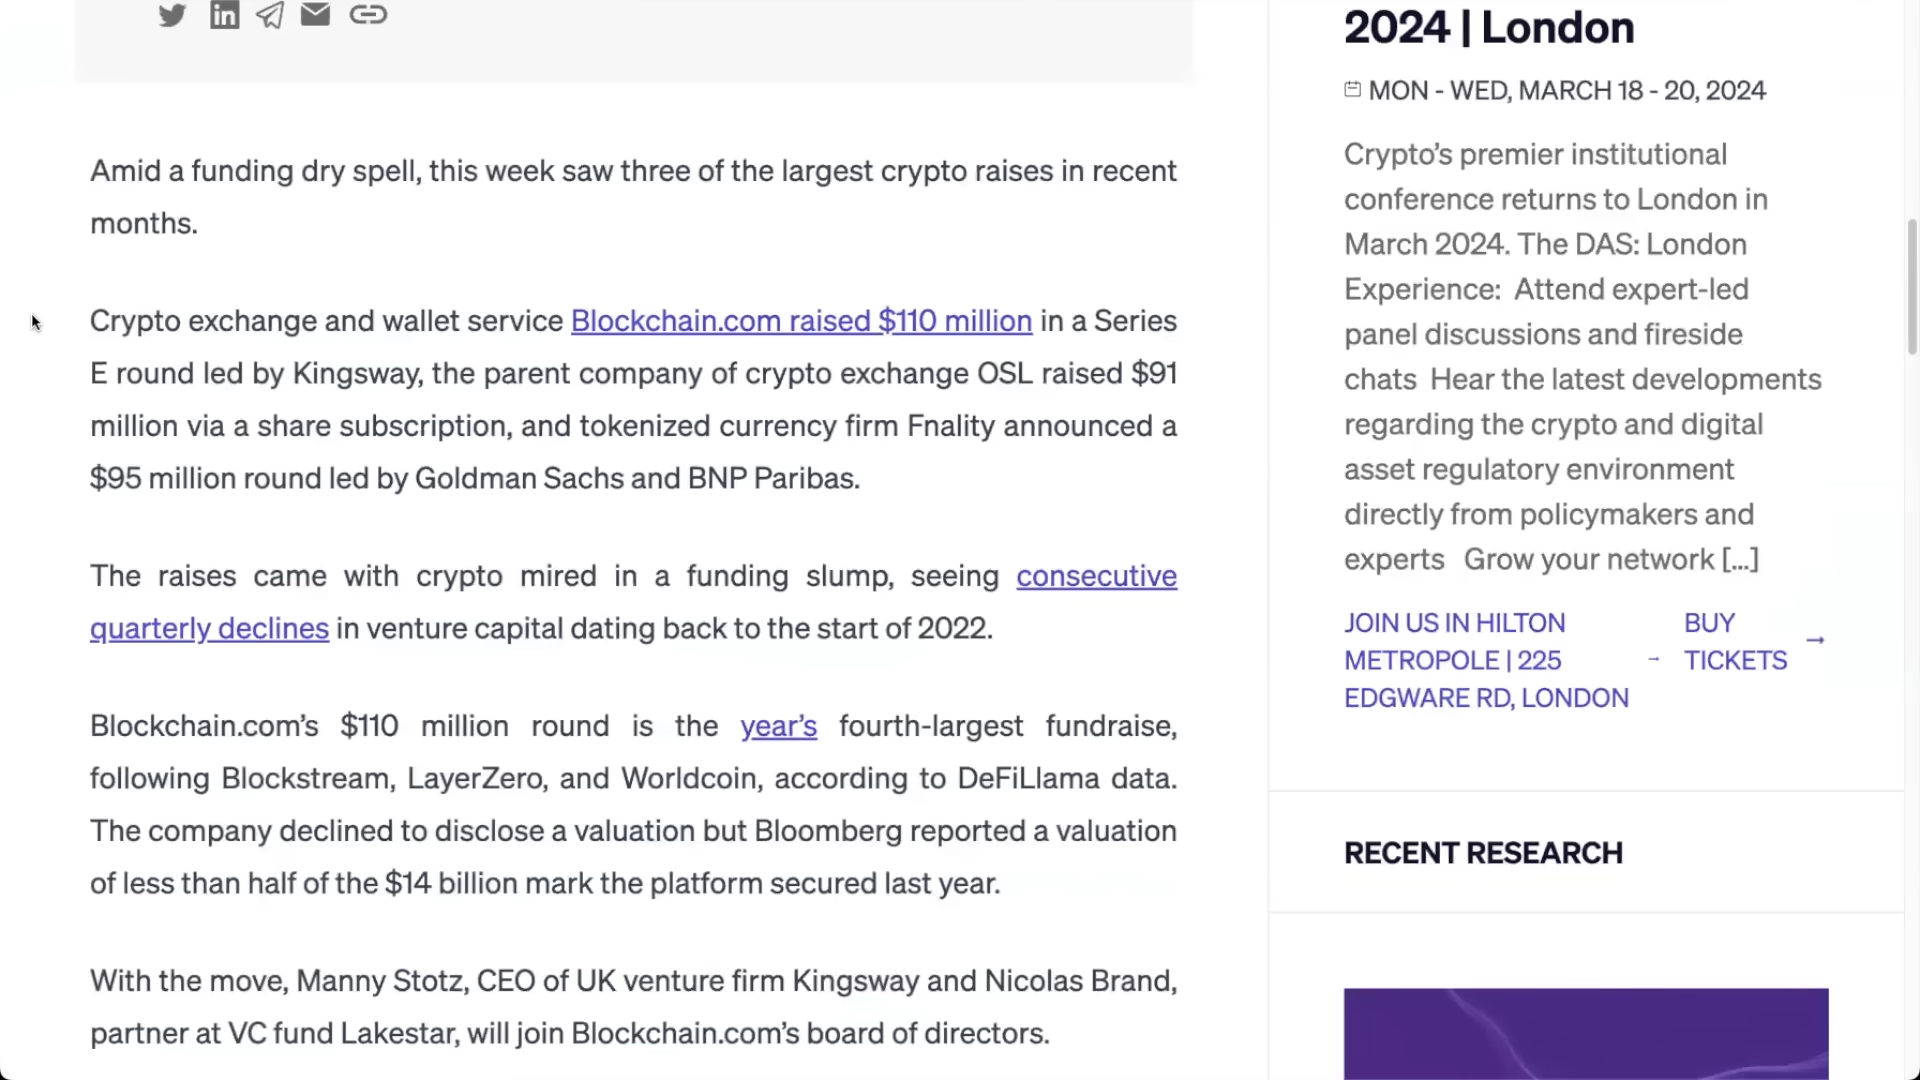 Amid a funding dry spell, this week saw three of the largest crypto raises in recent
months.
Crypto exchange and wallet service Blockchain.com raised $110 million in a Series
E round led by Kingsway, the parent company of crypto exchange OSL raised $91
million via a share subscription, and tokenized currency firm Fnality announced a
$95 million round led by Goldman Sachs and BNP Paribas.
The raises came with crypto mired in a funding slump, seeing consecutive
quarterly declines in venture capital dating back to the start of 2022.
Blockchain.com’s $110 million round is the year’s fourth-largest fundraise,
following Blockstream, LayerZero, and Worldcoin, according to DeFiLlama data.
The company declined to disclose a valuation but Bloomberg reported a valuation
of less than half of the $14 billion mark the platform secured last year.
With the move, Manny Stotz, CEO of UK venture firm Kingsway and Nicolas Brand,
partner at VC fund Lakestar, will join Blockchain.com’s board of directors.
2024 | London
MON - WED, MARCH 18 - 20, 2024
Crypto’s premier institutional
conference returns to London in
March 2024. The DAS: London
Experience: Attend expert-led
panel discussions and fireside
chats Hear the latest developments
regarding the crypto and digital
asset regulatory environment
directly from policymakers and
experts Grow your network [...]
JOIN US IN HILTON
METROPOLE | 225 →
EDGWARE RD, LONDON
BUY
TICKETS →
RECENT RESEARCH